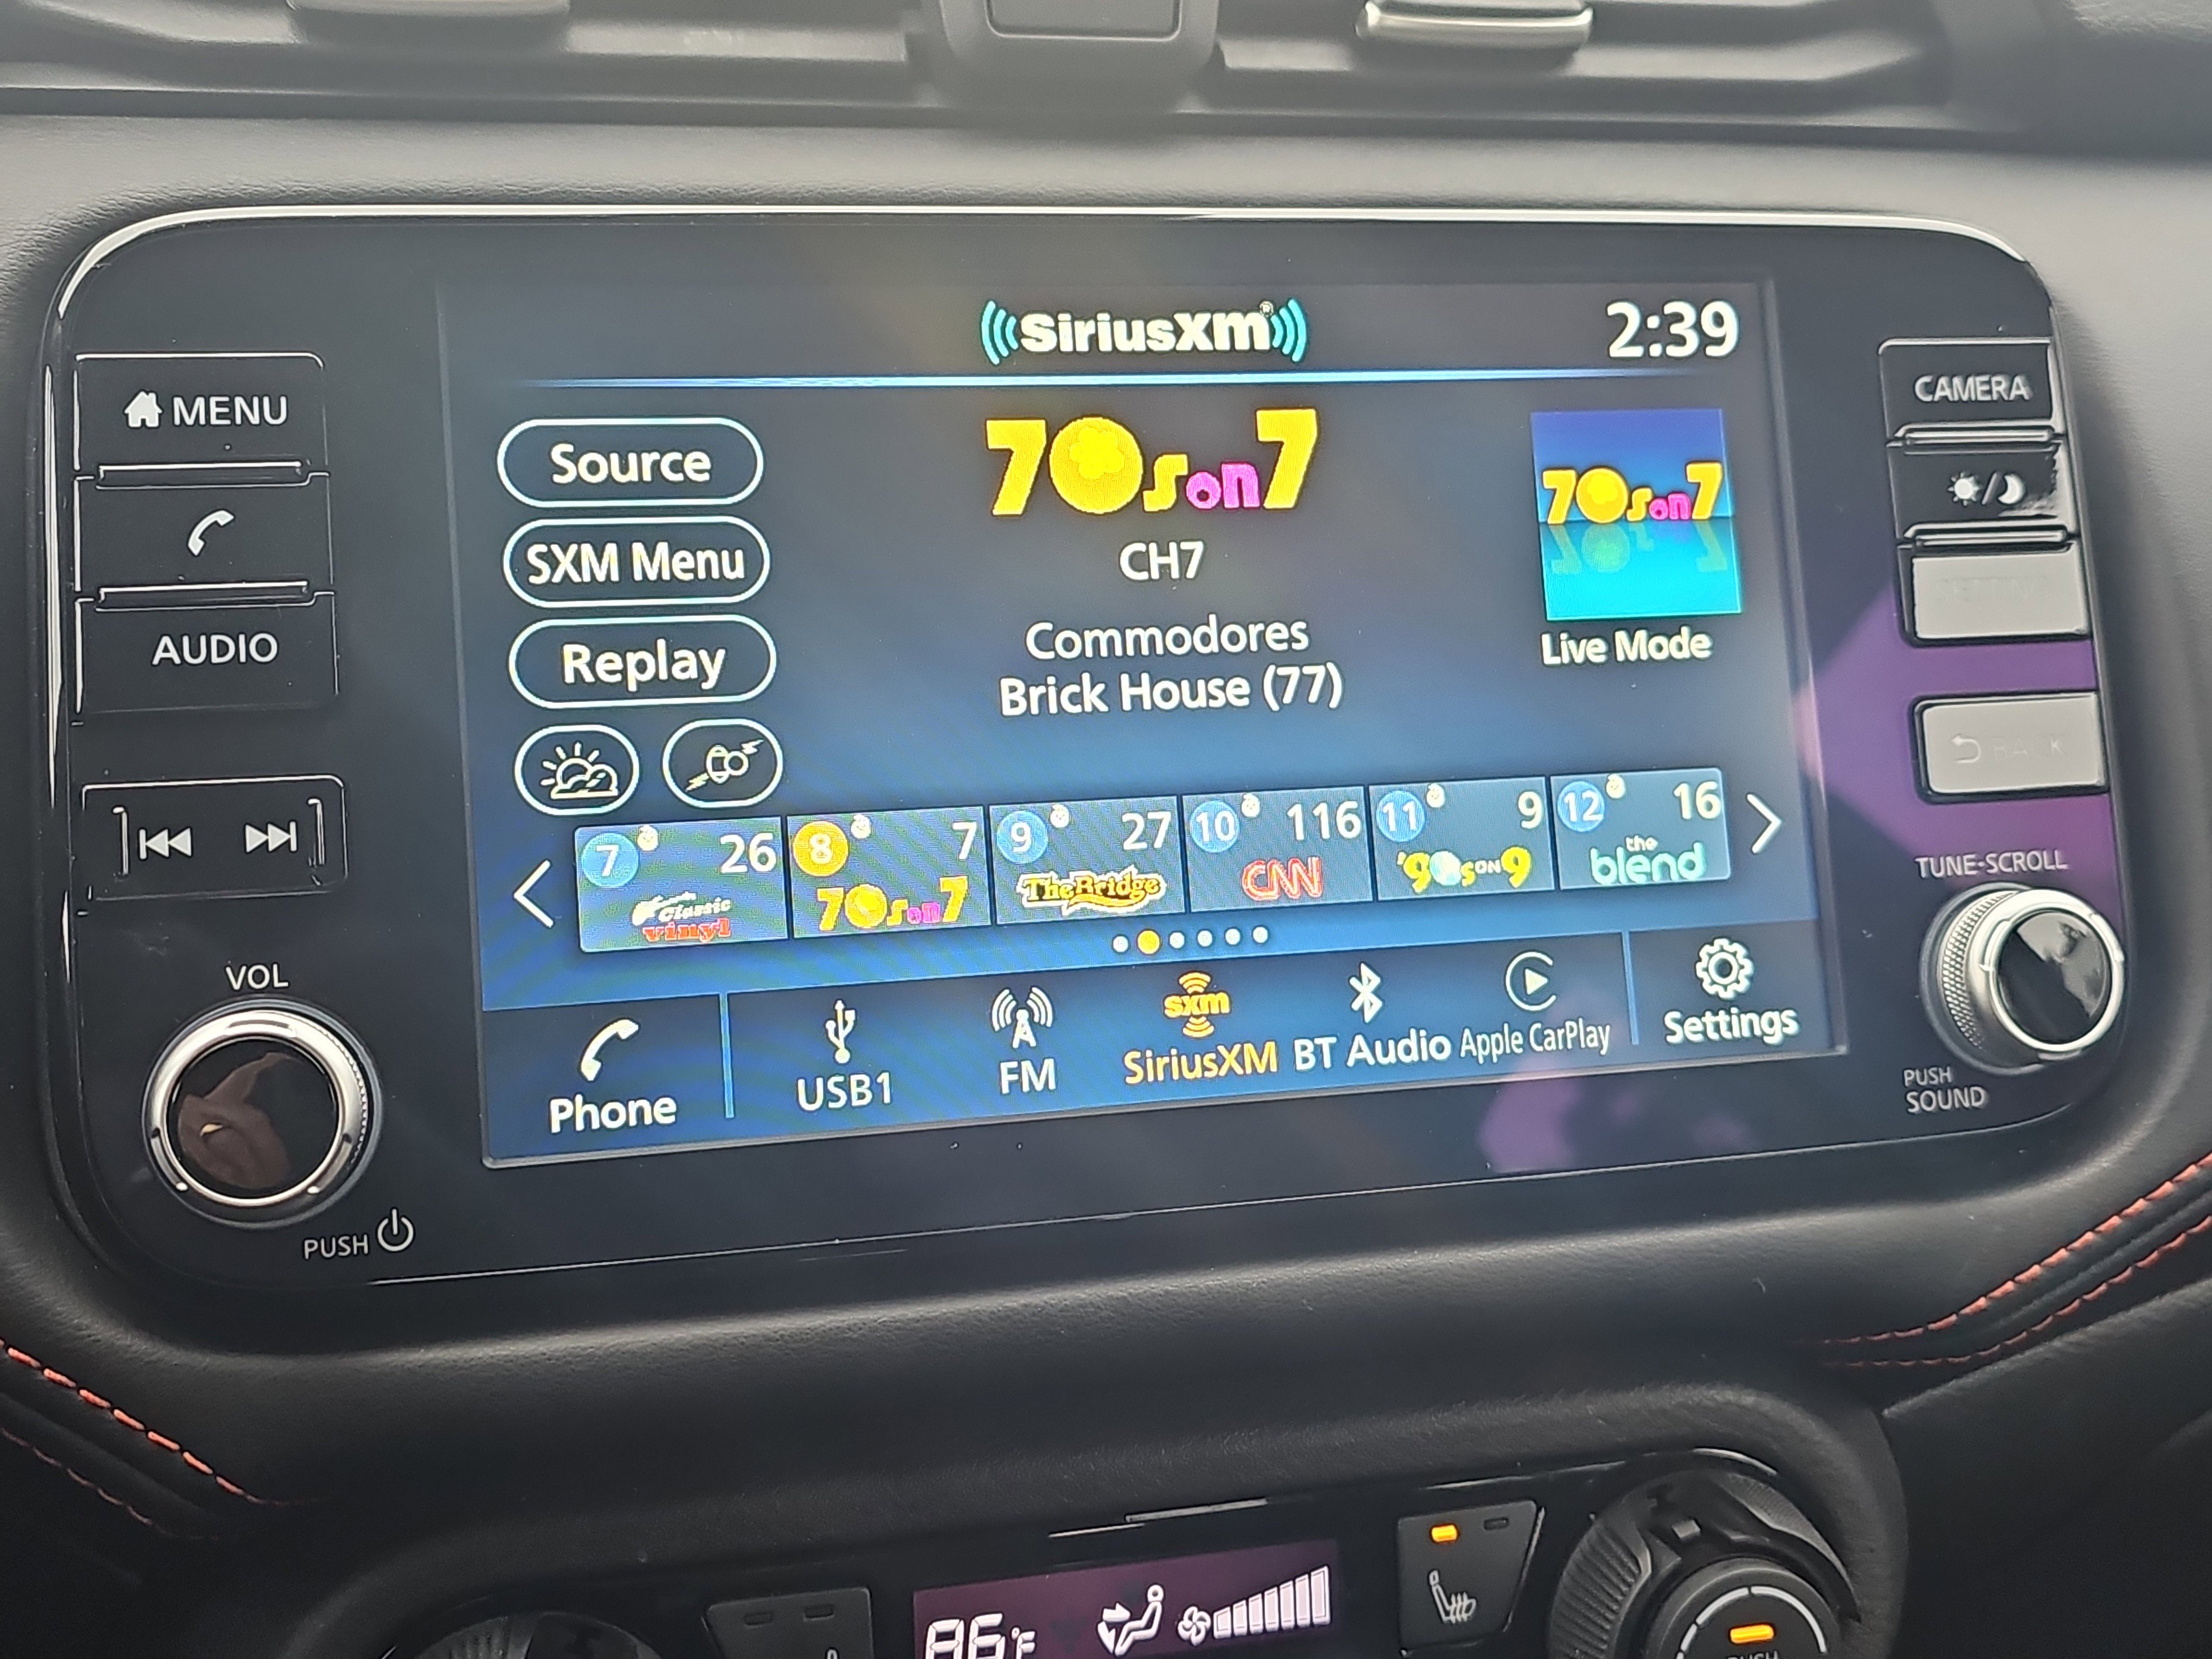 SiriusXM®
2:39
MENU
CAMERA
Source
70s on 7
70s on 7
SXM Menu
CH7
Replay
Commodores
Brick House (77)
Live Mode
AUDIO
7 26
Classic vinyl
8 7
70s on 7
9 27
The Bridge
10 116
CNN
11 9
'90s ON 9
12 16
the blend
TUNE·SCROLL
VOL
Phone
USB1
FM
sxm
SiriusXM
BT Audio
Apple CarPlay
Settings
PUSH
SOUND
PUSH
86°F
PUSH